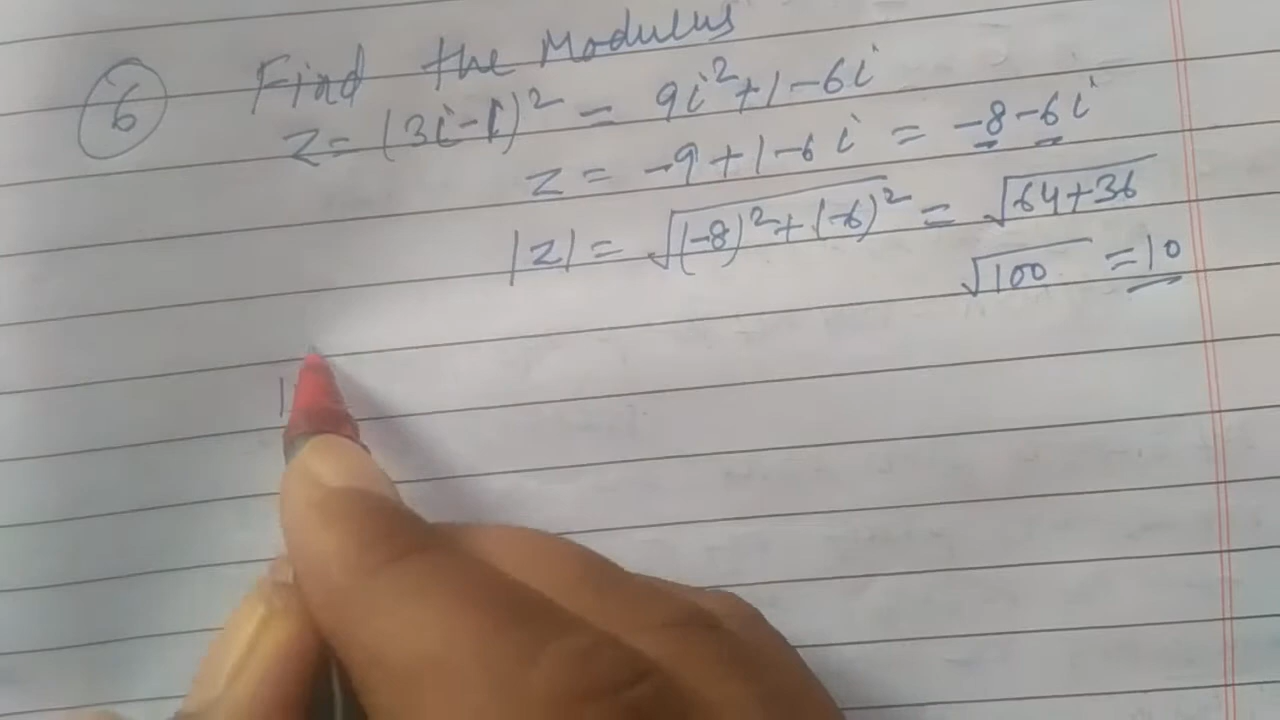 6 Find the Modulus
z = (3i-1)² = 9i²+1-6i
z = -9+1-6i = -8-6i
|z| = √(-8)²+(-6)² = √64+36
√100 = 10